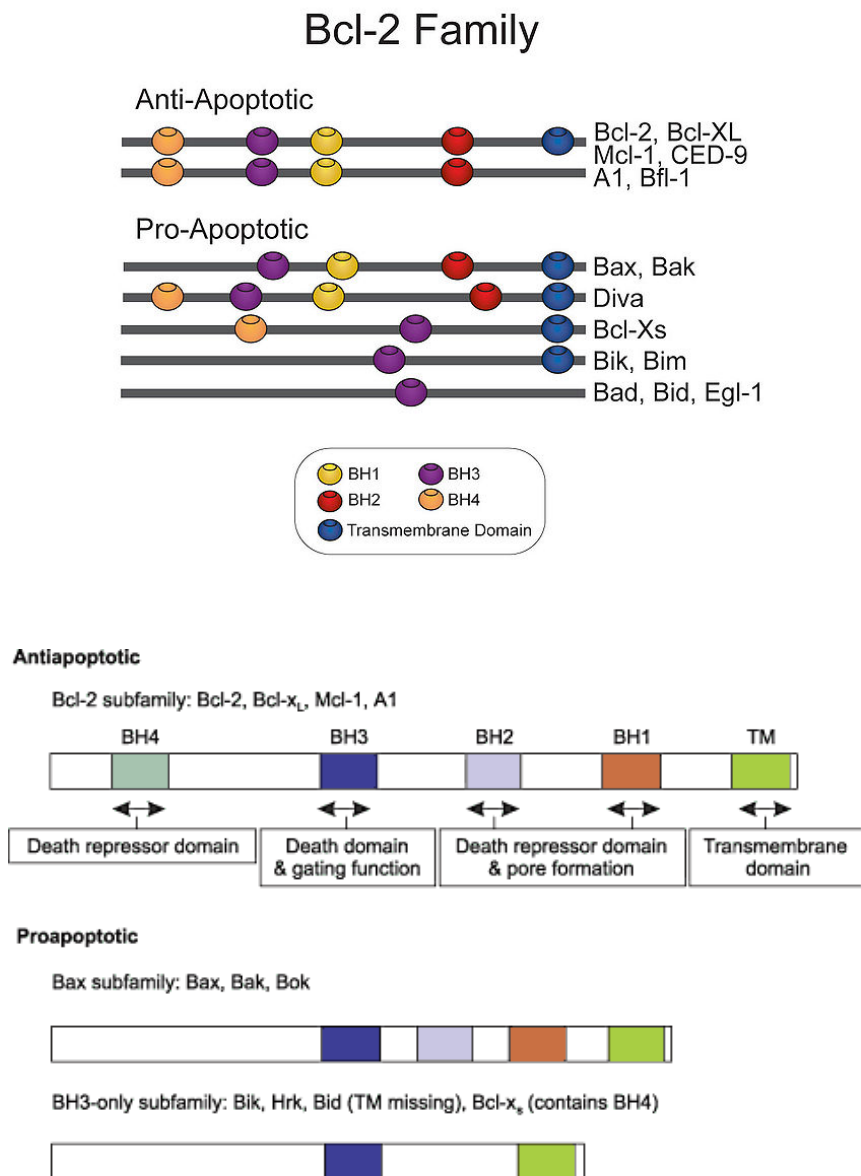 Bcl-2 Family
Anti-Apoptotic
Bcl-2, Bcl-XL
Mcl-1, CED-9
A1, Bfl-1
Pro-Apoptotic
Bax, Bak
Diva
Bcl-Xs
Bik, Bim
Bad, Bid, Egl-1
BH1 BH3
BH2 BH4
Transmembrane Domain
Antiapoptotic
Bcl-2 subfamily: Bcl-2, Bcl-xL, Mcl-1, A1
BH4 BH3 BH2 BH1 TM
Death repressor domain
Death domain
& gating function
Death repressor domain
& pore formation
Transmembrane
domain
Proapoptotic
Bax subfamily: Bax, Bak, Bok
BH3-only subfamily: Bik, Hrk, Bid (TM missing), Bcl-xs (contains BH4)